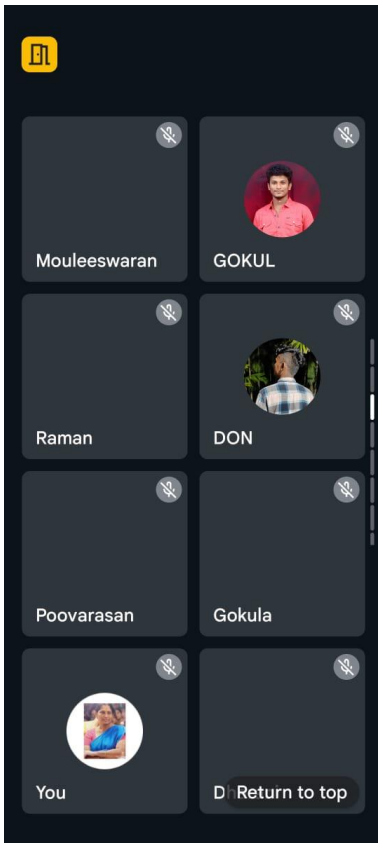 Mouleeswaran
GOKUL
Raman
DON
Poovarasan
Gokula
You
Return to top